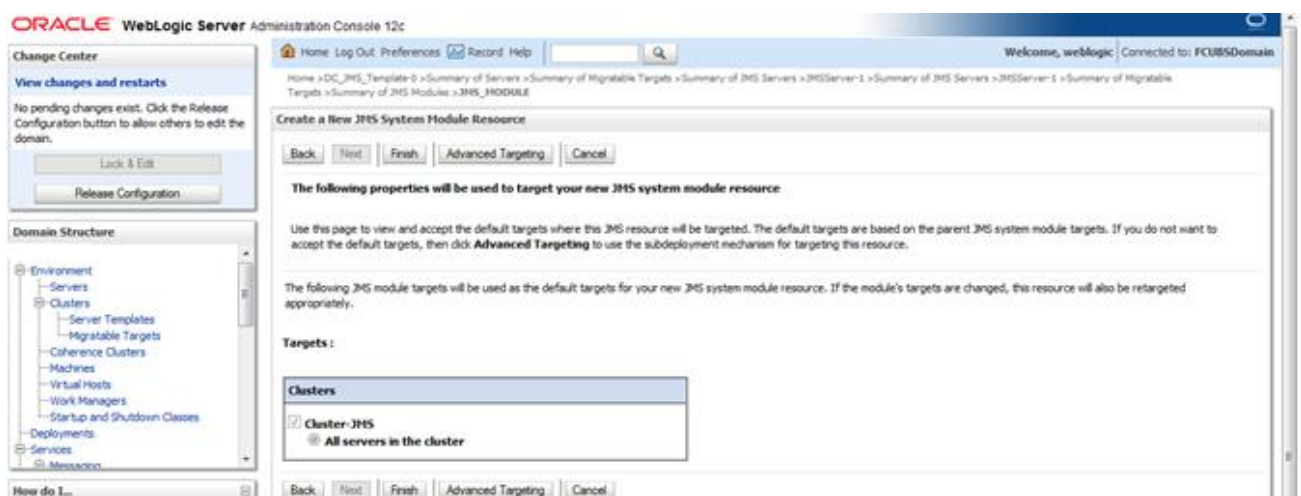 ORACLE WebLogic Server Administration Console 12c
Change Center
View changes and restarts
No pending changes exist. Click the Release
Configuration button to allow others to edit the
domain.
Lock & Edit
Release Configuration
Domain Structure
Environment
Servers
Clusters
Server Templates
Migratable Targets
Coherence Clusters
Machines
Virtual Hosts
Work Managers
Startup and Shutdown Classes
Deployments
Services
Messaging
How do I...
Home Log Out Preferences Record Help
Welcome, weblogic Connected to: FCUBSDomain
Home >DC_JMS_Template-0 >Summary of Servers >Summary of Migratable Targets >Summary of JMS Servers >JMSServer-1 >Summary of JMS Servers >JMSServer-1 >Summary of Migratable
Targets >Summary of JMS Modules >JMS_MODULE
Create a New JMS System Module Resource
Back Next Finish Advanced Targeting Cancel
The following properties will be used to target your new JMS system module resource
Use this page to view and accept the default targets where this JMS resource will be targeted. The default targets are based on the parent JMS system module targets. If you do not want to
accept the default targets, then click Advanced Targeting to use the subdeployment mechanism for targeting this resource.
The following JMS module targets will be used as the default targets for your new JMS system module resource. If the module's targets are changed, this resource will also be retargeted
appropriately.
Targets :
Clusters
Cluster-JMS
All servers in the cluster
Back Next Finish Advanced Targeting Cancel